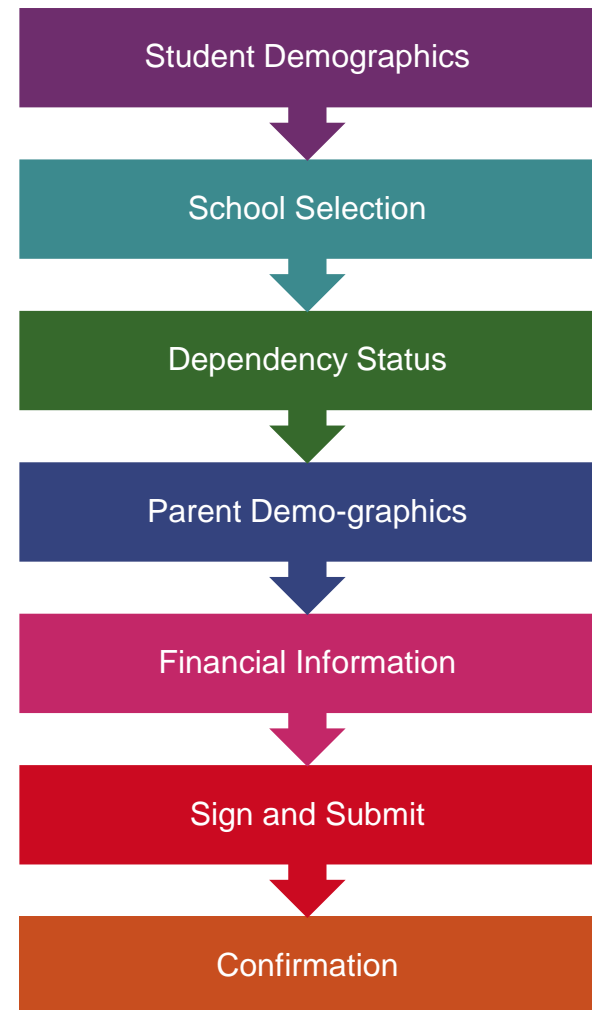 Student Demographics
School Selection
Dependency Status
Parent Demo-graphics
Financial Information
Sign and Submit
Confirmation